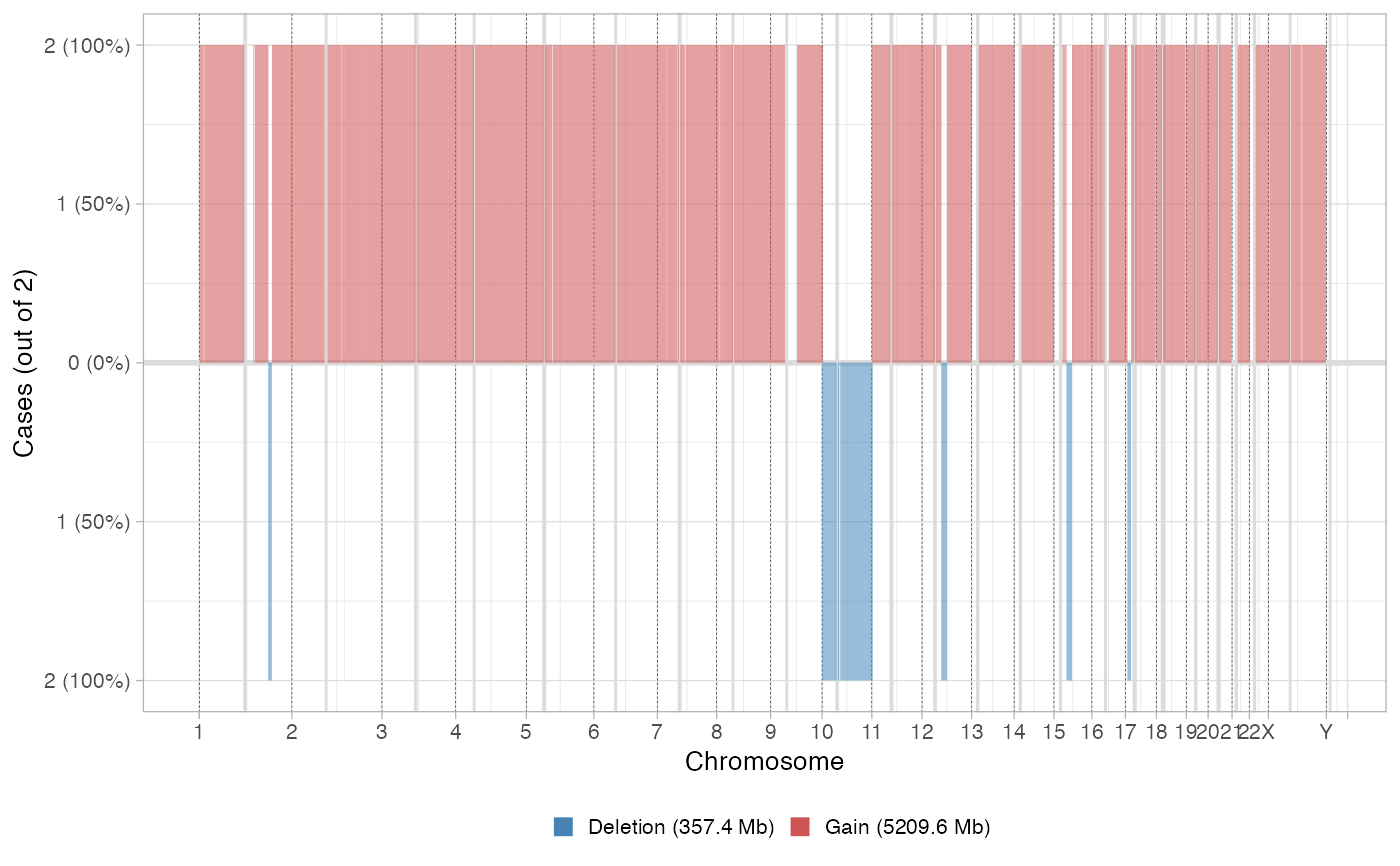 2 (100%)
1 (50%)
0 (0%)
1 (50%)
2 (100%)
Cases (out of 2)
1 2 3 4 5 6 7 8 9 10 11 12 13 14 15 16 17 18 19 20 21 22 X Y
Chromosome
Deletion (357.4 Mb) Gain (5209.6 Mb)